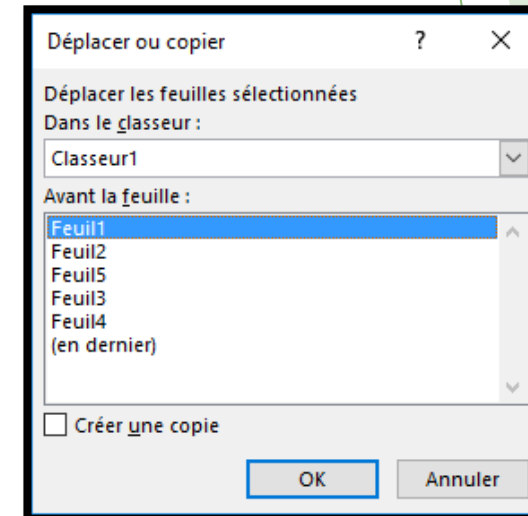 Déplacer ou copier ?
Déplacer les feuilles sélectionnées
Dans le classeur :
Classeur1
Avant la feuille :
Feuil1
Feuil2
Feuil5
Feuil3
Feuil4
(en dernier)
Créer une copie
OK Annuler